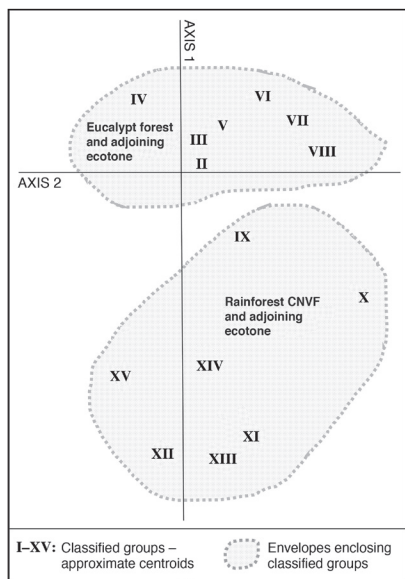 AXIS 1
IV
VI
V
VII
Eucalypt forest
and adjoining
ecotone
III
VIII
II
AXIS 2
IX
Rainforest CNVF
and adjoining
ecotone
X
XIV
XV
XI
XII
XIII
I–XV: Classified groups –
approximate centroids
Envelopes enclosing
classified groups